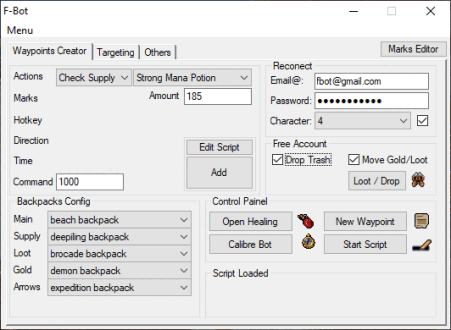 F-Bot
Menu
Waypoints Creator Targeting Others Marks Editor
Actions Check Supply Strong Mana Potion
Marks Amount 185
Hotkey
Direction
Time Edit Script
Command 1000 Add
Reconect
Email@: fbot@gmail.com
Password: ●●●●●●●●●●●
Character: 4
Free Account
Drop Trash Move Gold/Loot
Loot / Drop
Backpacks Config
Main beach backpack
Supply deepiling backpack
Loot brocade backpack
Gold demon backpack
Arrows expedition backpack
Control Painel
Open Healing New Waypoint
Calibre Bot Start Script
Script Loaded